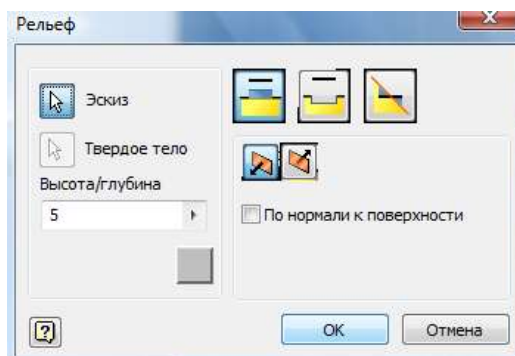 Рельеф
Эскиз
Твердое тело
Высота/глубина
5
По нормали к поверхности
OK
Отмена